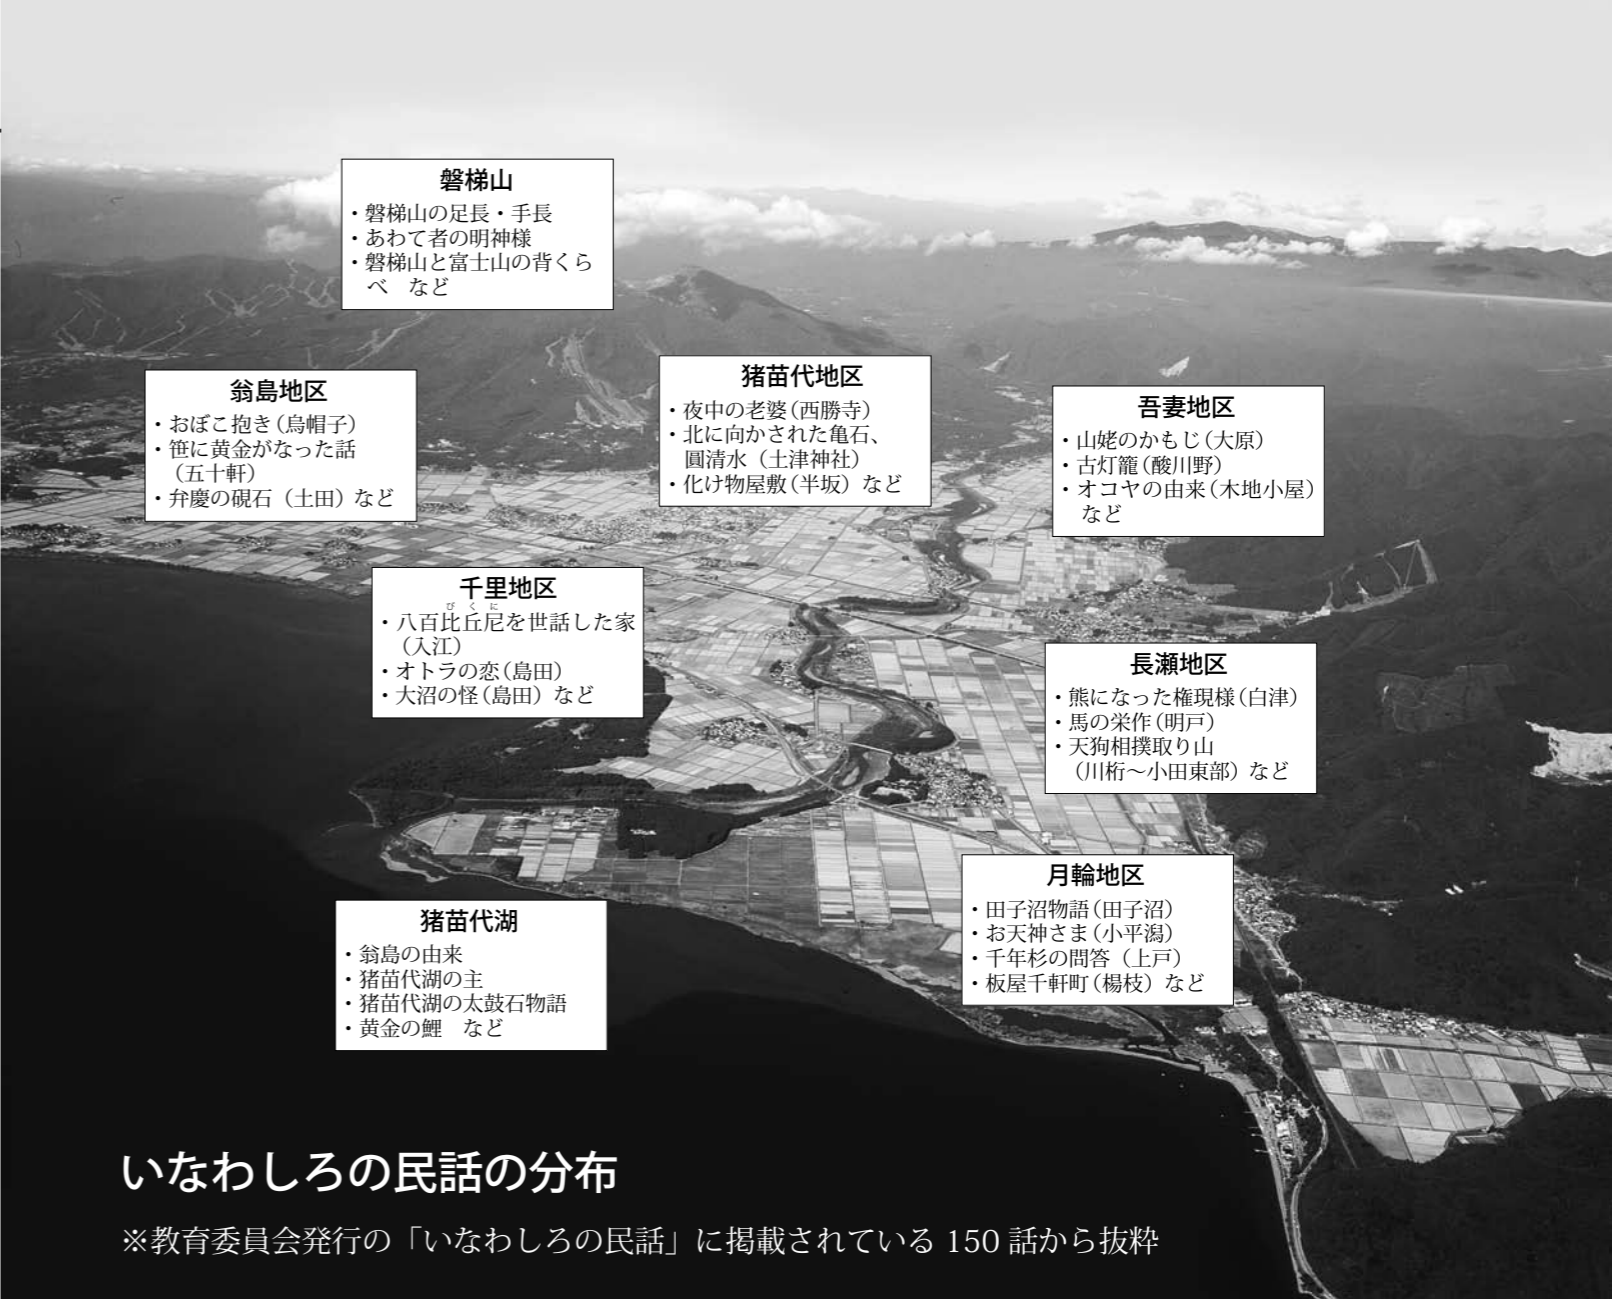 磐梯山
・磐梯山の足長・手長
・あわて者の明神様
・磐梯山と富士山の背くら
べ　など
翁島地区
・おぼこ抱き（烏帽子）
・笹に黄金がなった話
（五十軒）
・弁慶の硯石（土田）など
猪苗代地区
・夜中の老婆（西勝寺）
・北に向かされた亀石、
圓清水（土津神社）
・化け物屋敷（半坂）など
吾妻地区
・山姥のかもじ（大原）
・古灯籠（酸川野）
・オコヤの由来（木地小屋）
など
千里地区
びくに
・八百比丘尼を世話した家
（入江）
・オトラの恋（島田）
・大沼の怪（島田）など
長瀬地区
・熊になった権現様（白津）
・馬の栄作（明戸）
・天狗相撲取り山
（川桁〜小田東部）など
月輪地区
・田子沼物語（田子沼）
・お天神さま（小平潟）
・千年杉の問答（上戸）
・板屋千軒町（楊枝）など
猪苗代湖
・翁島の由来
・猪苗代湖の主
・猪苗代湖の太鼓石物語
・黄金の鯉　など
いなわしろの民話の分布
※教育委員会発行の「いなわしろの民話」に掲載されている 150 話から抜粋